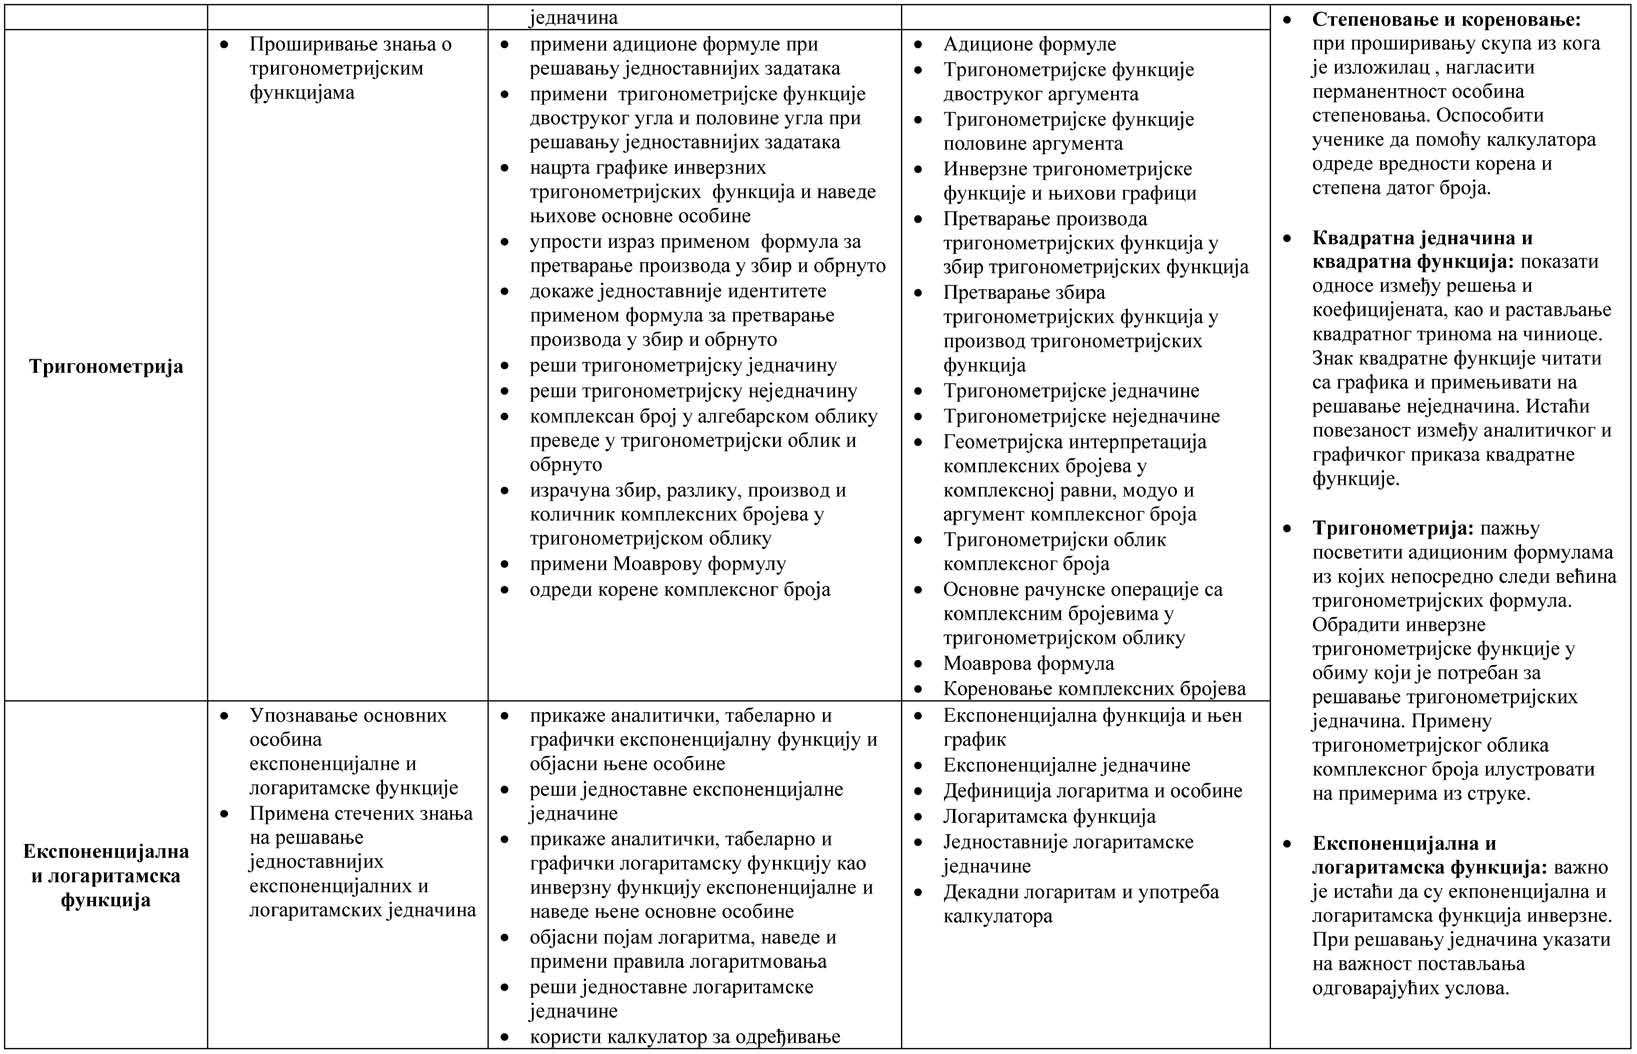 једначина
Тригонометрија
• Проширивање знања о
тригонометријским
функцијама
• примени адиционе формуле при
решавању једноставнијих задатака
• примени тригонометријске функције
двоструког угла и половине угла при
решавању једноставнијих задатака
• нацрта графике инверзних
тригонометријских функција и наведе
њихове основне особине
• упрости израз применом формула за
претварање производа у збир и обрнуто
• докаже једноставније идентитете
применом формула за претварање
производа у збир и обрнуто
• реши тригонометријску једначину
• реши тригонометријску неједначину
• комплексан број у алгебарском облику
преведе у тригонометријски облик и
обрнуто
• израчуна збир, разлику, производ и
количник комплексних бројева у
тригонометријском облику
• примени Моаврову формулу
• одреди корене комплексног броја
• Адиционе формуле
• Тригонометријске функције
двоструког аргумента
• Тригонометријске функције
половине аргумента
• Инверзне тригонометријске
функције и њихови графици
• Претварање производа
тригонометријских функција у
збир тригонометријских функција
• Претварање збира
тригонометријских функција у
производ тригонометријских
функција
• Тригонометријске једначине
• Тригонометријске неједначине
• Геометријска интерпретација
комплексних бројева у
комплексној равни, модуо и
аргумент комплексног броја
• Тригонометријски облик
комплексног броја
• Основне рачунске операције са
комплексним бројевима у
тригонометријском облику
• Моаврова формула
• Кореновање комплексних бројева
Експоненцијална
и логаритамска
функција
• Упознавање основних
особина
експоненцијалне и
логаритамске функције
• Примена стечених знања
на решавање
једноставнијих
експоненцијалних и
логаритамских једначина
• прикаже аналитички, табеларно и
графички експоненцијалну функцију и
објасни њене особине
• реши једноставне експоненцијалне
једначине
• прикаже аналитички, табеларно и
графички логаритамску функцију као
инверзну функцију експоненцијалне и
наведе њене основне особине
• објасни појам логаритма, наведе и
примени правила логаритмовања
• реши једноставне логаритамске
једначине
• користи калкулатор за одређивање
• Експоненцијална функција и њен
график
• Експоненцијалне једначине
• Дефиниција логаритма и особине
• Логаритамска функција
• Једноставније логаритамске
једначине
• Декадни логаритам и употреба
калкулатора
• Степеновање и кореновање:
при проширивању скупа из кога
је изложилац , нагласити
перманентност особина
степеновања. Оспособити
ученике да помоћу калкулатора
одреде вредности корена и
степена датог броја.
• Квадратна једначина и
квадратна функција: показати
односе између решења и
коефицијената, као и растављање
квадратног тринома на чиниоце.
Знак квадратне функције читати
са графика и примењивати на
решавање неједначина. Истаћи
повезаност између аналитичког и
графичког приказа квадратне
функције.
• Тригонометрија: пажњу
посветити адиционим формулама
из којих непосредно следи већина
тригонометријских формула.
Обрадити инверзне
тригонометријске функције у
обиму који је потребан за
решавање тригонометријских
једначина. Примену
тригонометријског облика
комплексног броја илустровати
на примерима из струке.
• Експоненцијална и
логаритамска функција: важно
је истаћи да су екпоненцијална и
логаритамска функција инверзне.
При решавању једначина указати
на важност постављања
одговарајућих услова.